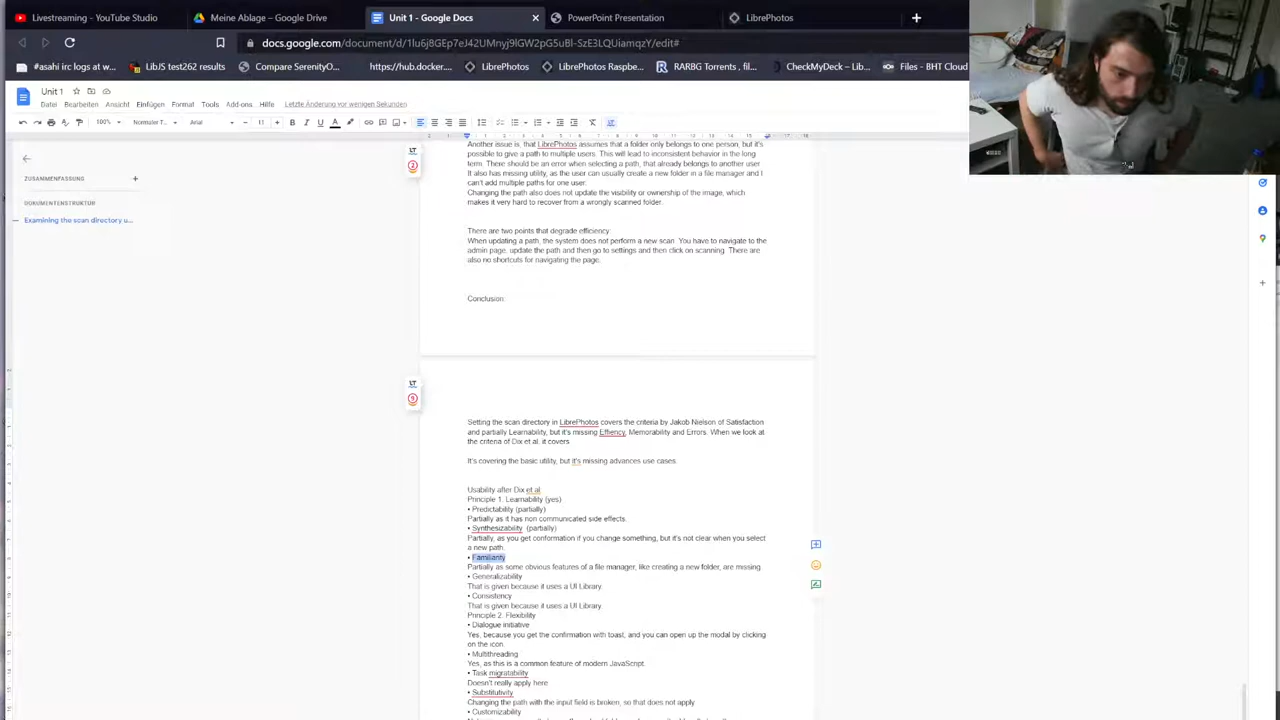 Livestreaming - YouTube Studio
Meine Ablage - Google Drive
Unit 1 - Google Docs
PowerPoint Presentation
LibrePhotos
docs.google.com/document/d/
#asahi irc logs at w...
LibJS test262 results
Compare SerenityO...
https://hub.docker...
LibrePhotos
LibrePhotos Raspbe...
RARBG Torrents , fil...
CheckMyDeck – Lib...
Files - BHT Cloud
Unit 1
Datei Bearbeiten Ansicht Einfügen Format Tools Add-ons Hilfe Letzte Änderung vor wenigen Sekunden
100% Normaler T... Arial 11
ZUSAMMENFASSUNG
DOKUMENTENSTRUKTUR
Examining the scan directory u...
Another issue is, that LibrePhotos assumes that a folder only belongs to one person, but it's
possible to give a path to multiple users. This will lead to inconsistent behavior in the long
term. There should be an error when selecting a path, that already belongs to another user
It also has missing utility, as the user can usually create a new folder in a file manager and I
can't add multiple paths for one user.
Changing the path also does not update the visibility or ownership of the image, which
makes it very hard to recover from a wrongly scanned folder.
There are two points that degrade efficiency:
When updating a path, the system does not perform a new scan. You have to navigate to the
admin page, update the path and then go to settings and then click on scanning. There are
also no shortcuts for navigating the page.
Conclusion:
Setting the scan directory in LibrePhotos covers the criteria by Jakob Nielson of Satisfaction
and partially Learnability, but it's missing Effiency, Memorability and Errors. When we look at
the criteria of Dix et al. it covers
It's covering the basic utility, but it's missing advances use cases.
Usability after Dix et al.
Principle 1: Learnability (yes)
• Predictability (partially)
Partially as it has non communicated side effects.
• Synthesizability (partially)
Partially, as you get conformation if you change something, but it's not clear when you select
a new path.
• Familiarity
Partially as some obvious features of a file manager, like creating a new folder, are missing.
• Generalizability
That is given because it uses a UI Library.
• Consistency
That is given because it uses a UI Library.
Principle 2: Flexibility
• Dialogue initiative
Yes, because you get the confirmation with toast, and you can open up the modal by clicking
on the icon.
• Multithreading
Yes, as this is a common feature of modern JavaScript.
• Task migratability
Doesn't really apply here
• Substitutivity
Changing the path with the input field is broken, so that does not apply
• Customizability